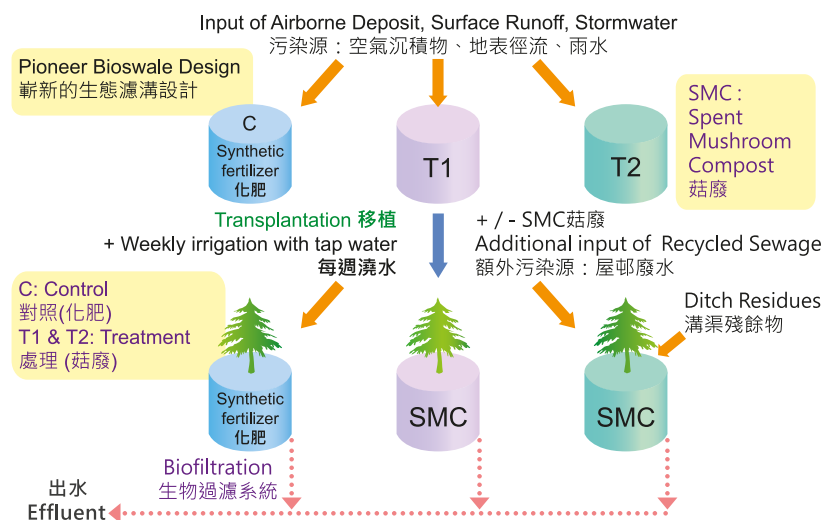 Input of Airborne Deposit, Surface Runoff, Stormwater
污染源：空氣沉積物、地表徑流、雨水
Pioneer Bioswale Design
嶄新的生態濾溝設計
C
Synthetic
fertilizer
化肥
T1
T2
SMC :
Spent
Mushroom
Compost
菇廢
Transplantation 移植
+ Weekly irrigation with tap water
每週澆水
+ / - SMC菇廢
Additional input of Recycled Sewage
額外污染源：屋邨廢水
C: Control
對照(化肥)
T1 & T2: Treatment
處理 (菇廢)
Ditch Residues
溝渠殘餘物
Synthetic
fertilizer
化肥
SMC
SMC
Biofiltration
生物過濾系統
出水
Effluent